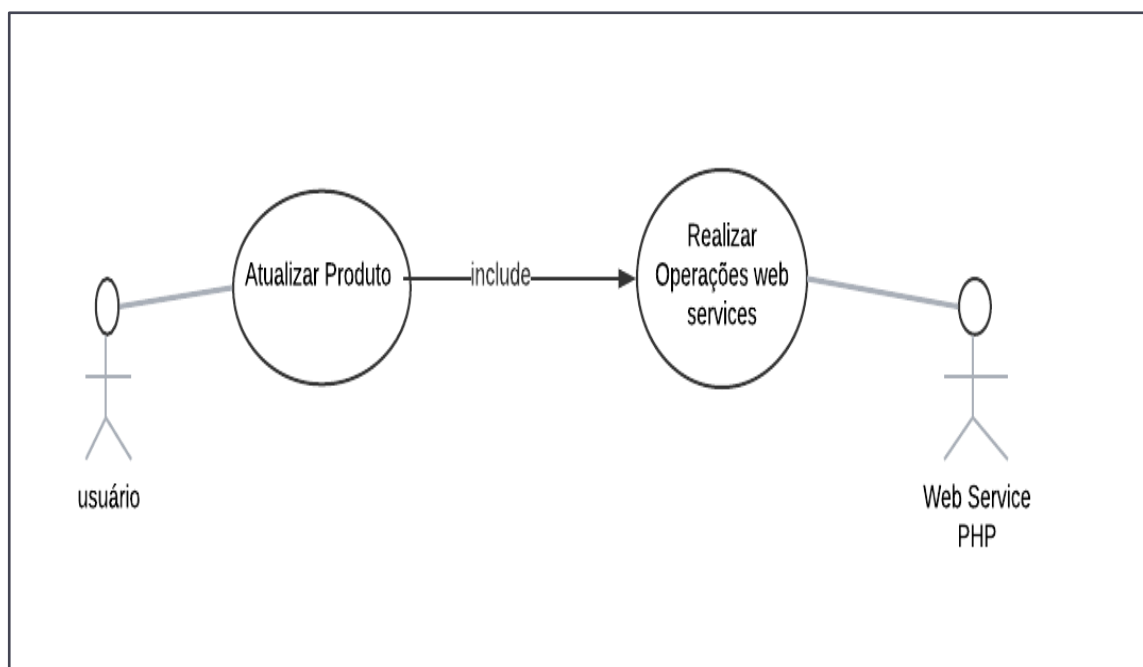 Atualizar Produto
include
Realizar
Operações web
services
usuário
Web Service
PHP